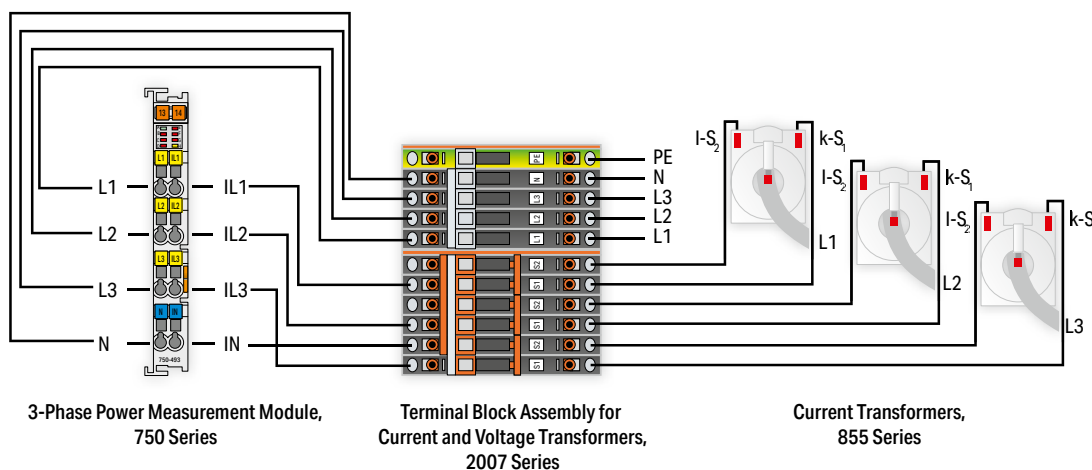 13 14
L1 IL1
L2 IL2
L3 IL3
N IN
750-493
L1
L2
L3
N
IL1
IL2
IL3
IN
PE
N
L3
L2
L1
S2
S1
S2
S1
S2
S1
PE
N
L3
L2
L1
l-S2
k-S1
L1
l-S2
k-S1
L2
l-S2
k-S
L3
3-Phase Power Measurement Module,
750 Series
Terminal Block Assembly for
Current and Voltage Transformers,
2007 Series
Current Transformers,
855 Series